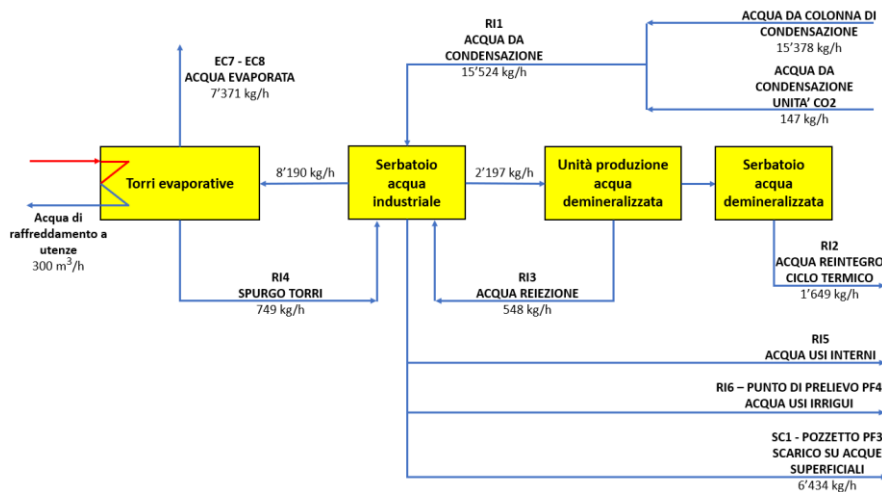 RI1
ACQUA DA
CONDENSAZIONE
15'524 kg/h
ACQUA DA COLONNA DI
CONDENSAZIONE
15'378 kg/h
ACQUA DA
CONDENSAZIONE
UNITA' CO2
147 kg/h
EC7 - EC8
ACQUA EVAPORATA
7'371 kg/h
Torri evaporative
8'190 kg/h
Serbatoio
acqua
industriale
2'197 kg/h
Unità produzione
acqua
demineralizzata
Serbatoio
acqua
demineralizzata
Acqua di
raffreddamento a
utenze
300 m³/h
RI4
SPURGO TORRI
749 kg/h
RI3
ACQUA REIEZIONE
548 kg/h
RI2
ACQUA REINTEGRO
CICLO TERMICO
1'649 kg/h
RI5
ACQUA USI INTERNI
RI6 – PUNTO DI PRELIEVO PF4
ACQUA USI IRRIGUI
SC1 - POZZETTO PF3
SCARICO SU ACQUE
SUPERFICIALI
6'434 kg/h